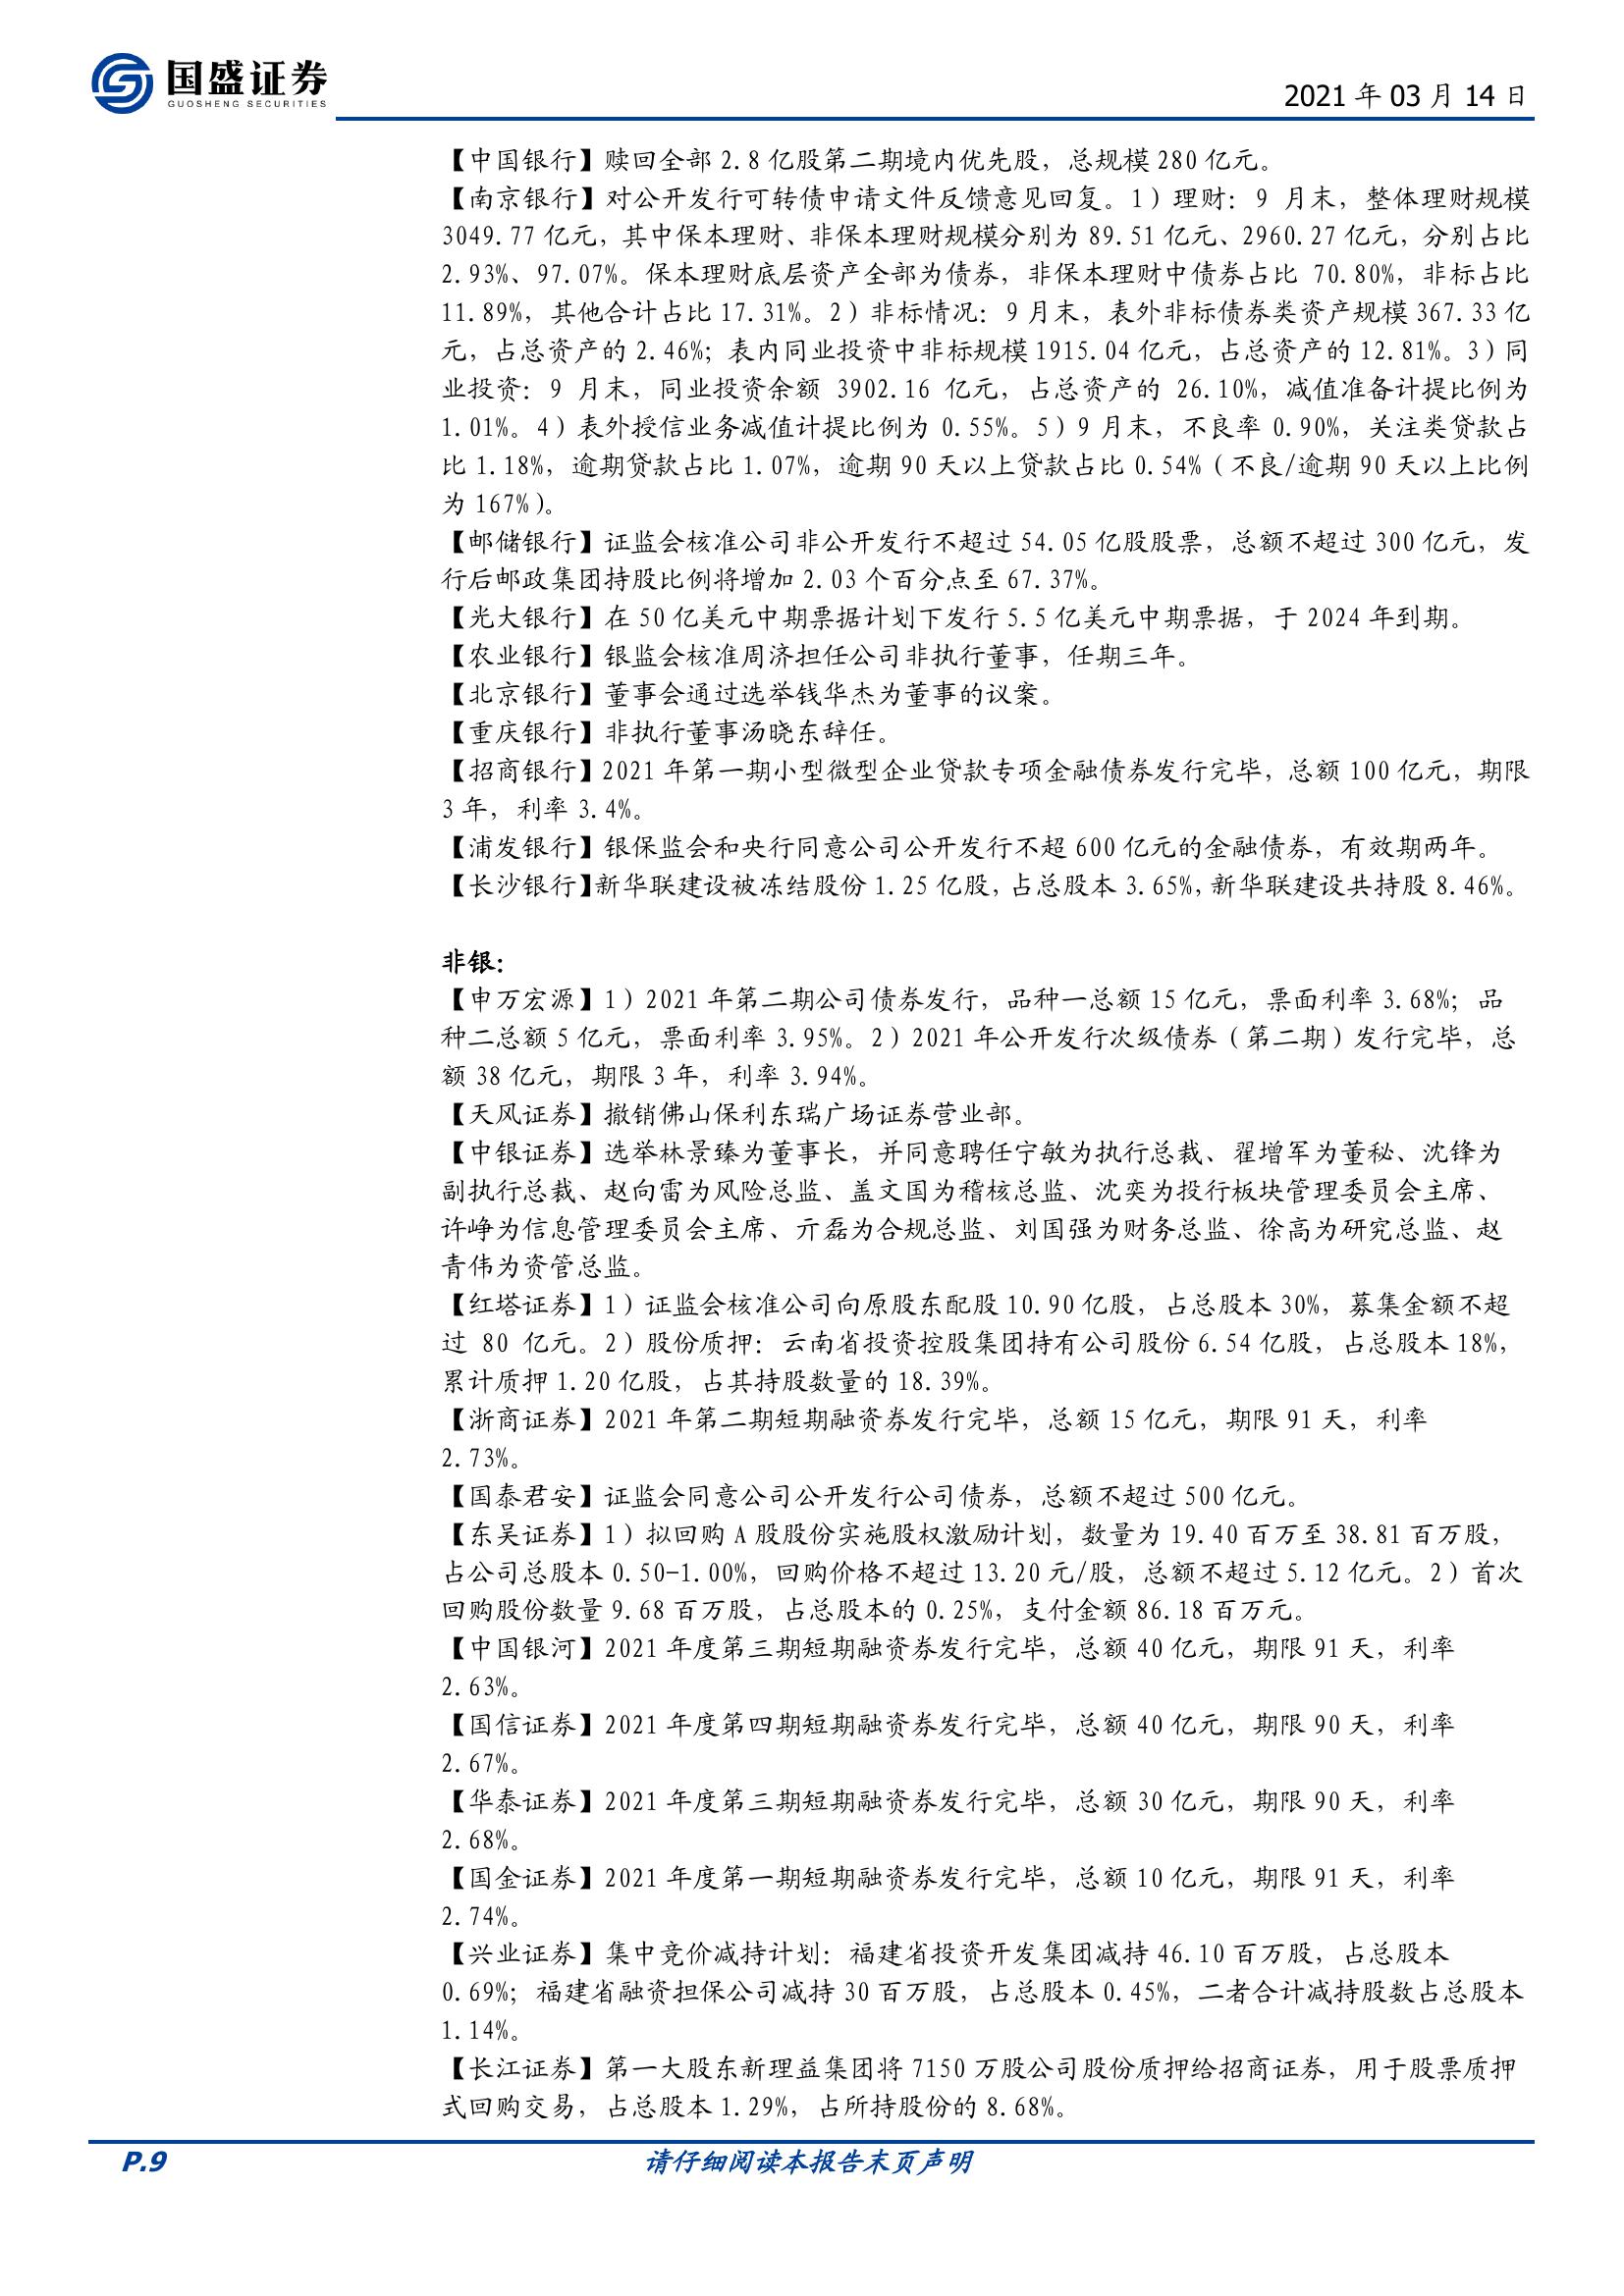 国盛证券
GUOSHENG SECURITIES
2021 年 03 月 14 日
【中国银行】赎回全部 2.8 亿股第二期境内优先股，总规模 280 亿元。
【南京银行】对公开发行可转债申请文件反馈意见回复。1）理财：9 月末，整体理财规模
3049.77 亿元，其中保本理财、非保本理财规模分别为 89.51 亿元、2960.27 亿元，分别占比
2.93%、97.07%。保本理财底层资产全部为债券，非保本理财中债券占比 70.80%，非标占比
11.89%，其他合计占比 17.31%。2）非标情况：9 月末，表外非标债券类资产规模 367.33 亿
元，占总资产的 2.46%；表内同业投资中非标规模 1915.04 亿元，占总资产的 12.81%。3）同
业投资：9 月末，同业投资余额 3902.16 亿元，占总资产的 26.10%，减值准备计提比例为
1.01%。4）表外授信业务减值计提比例为 0.55%。5）9 月末，不良率 0.90%，关注类贷款占
比 1.18%，逾期贷款占比 1.07%，逾期 90 天以上贷款占比 0.54%（不良/逾期 90 天以上比例
为 167%）。
【邮储银行】证监会核准公司非公开发行不超过 54.05 亿股股票，总额不超过 300 亿元，发
行后邮政集团持股比例将增加 2.03 个百分点至 67.37%。
【光大银行】在 50 亿美元中期票据计划下发行 5.5 亿美元中期票据，于 2024 年到期。
【农业银行】银监会核准周济担任公司非执行董事，任期三年。
【北京银行】董事会通过选举钱华杰为董事的议案。
【重庆银行】非执行董事汤晓东辞任。
【招商银行】2021 年第一期小型微型企业贷款专项金融债券发行完毕，总额 100 亿元，期限
3 年，利率 3.4%。
【浦发银行】银保监会和央行同意公司公开发行不超 600 亿元的金融债券，有效期两年。
【长沙银行】新华联建设被冻结股份 1.25 亿股，占总股本 3.65%，新华联建设共持股 8.46%。
非银：
【申万宏源】1）2021 年第二期公司债券发行，品种一总额 15 亿元，票面利率 3.68%；品
种二总额 5 亿元，票面利率 3.95%。2）2021 年公开发行次级债券（第二期）发行完毕，总
额 38 亿元，期限 3 年，利率 3.94%。
【天风证券】撤销佛山保利东瑞广场证券营业部。
【中银证券】选举林景臻为董事长，并同意聘任宁敏为执行总裁、翟增军为董秘、沈锋为
副执行总裁、赵向雷为风险总监、盖文国为稽核总监、沈奕为投行板块管理委员会主席、
许峥为信息管理委员会主席、亓磊为合规总监、刘国强为财务总监、徐高为研究总监、赵
青伟为资管总监。
【红塔证券】1）证监会核准公司向原股东配股 10.90 亿股，占总股本 30%，募集金额不超
过 80 亿元。2）股份质押：云南省投资控股集团持有公司股份 6.54 亿股，占总股本 18%，
累计质押 1.20 亿股，占其持股数量的 18.39%。
【浙商证券】2021 年第二期短期融资券发行完毕，总额 15 亿元，期限 91 天，利率
2.73%。
【国泰君安】证监会同意公司公开发行公司债券，总额不超过 500 亿元。
【东吴证券】1）拟回购 A 股股份实施股权激励计划，数量为 19.40 百万至 38.81 百万股，
占公司总股本 0.50-1.00%，回购价格不超过 13.20 元/股，总额不超过 5.12 亿元。2）首次
回购股份数量 9.68 百万股，占总股本的 0.25%，支付金额 86.18 百万元。
【中国银河】2021 年度第三期短期融资券发行完毕，总额 40 亿元，期限 91 天，利率
2.63%。
【国信证券】2021 年度第四期短期融资券发行完毕，总额 40 亿元，期限 90 天，利率
2.67%。
【华泰证券】2021 年度第三期短期融资券发行完毕，总额 30 亿元，期限 90 天，利率
2.68%。
【国金证券】2021 年度第一期短期融资券发行完毕，总额 10 亿元，期限 91 天，利率
2.74%。
【兴业证券】集中竞价减持计划：福建省投资开发集团减持 46.10 百万股，占总股本
0.69%；福建省融资担保公司减持 30 百万股，占总股本 0.45%，二者合计减持股数占总股本
1.14%。
【长江证券】第一大股东新理益集团将 7150 万股公司股份质押给招商证券，用于股票质押
式回购交易，占总股本 1.29%，占所持股份的 8.68%。
P.9
请仔细阅读本报告末页声明